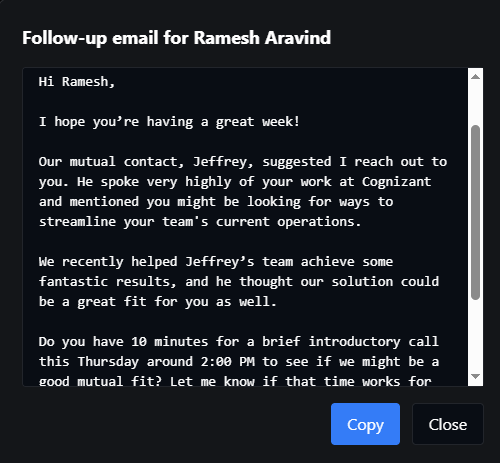 Follow-up email for Ramesh Aravind
Hi Ramesh,
I hope you’re having a great week!
Our mutual contact, Jeffrey, suggested I reach out to
you. He spoke very highly of your work at Cognizant
and mentioned you might be looking for ways to
streamline your team's current operations.
We recently helped Jeffrey’s team achieve some
fantastic results, and he thought our solution could
be a great fit for you as well.
Do you have 10 minutes for a brief introductory call
this Thursday around 2:00 PM to see if we might be a
good mutual fit? Let me know if that time works for
Copy
Close